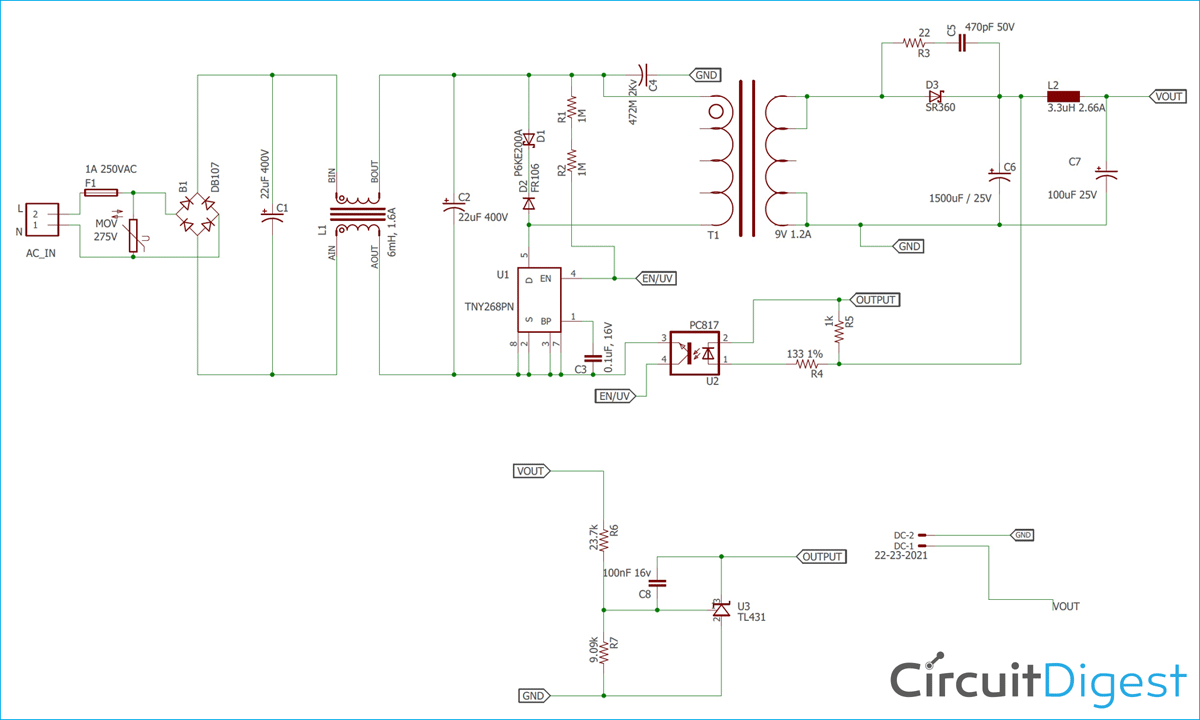 L
N
2
1
AC_IN
1A 250VAC
F1
MOV
275V
U
B1
DB107
22uF 400V
C1
BIN
BOUT
L1
AIN
AOUT
6mH, 1.6A
C2
22uF 400V
P6KE200A
D1
D2
FR106
R1
1M
R2
1M
472M 2Kv
C4
GND
T1
9V 1.2A
22
R3
C5
470pF 50V
D3
SR360
L2
3.3uH 2.66A
VOUT
C6
1500uF / 25V
C7
100uF 25V
GND
U1
TNY268PN
5
D
EN
4
EN/UV
S
BP
1
8
2
3
7
C3
0.1uF, 16V
PC817
3
4
2
1
U2
EN/UV
OUTPUT
1k
R5
133 1%
R4
VOUT
23.7k
R6
100nF 16v
C8
OUTPUT
3
2
U3
TL431
9.09k
R7
GND
DC-2
DC-1
22-23-2021
GND
VOUT
CircuitDigest